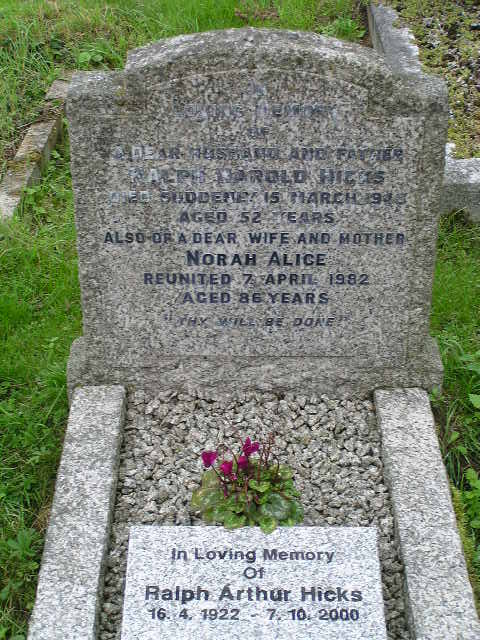 IN
LOVING MEMORY
OF
A DEAR HUSBAND AND FATHER
RALPH HAROLD HICKS
DIED SUDDENLY 15 MARCH
AGED 52 YEARS
ALSO OF A DEAR WIFE AND MOTHER
NORAH ALICE
REUNITED 7 APRIL 1982
AGED 86 YEARS
"THY WILL BE DONE"
In Loving Memory
Of
Ralph Arthur Hicks
16. 4. 1922 - 7. 10. 2000